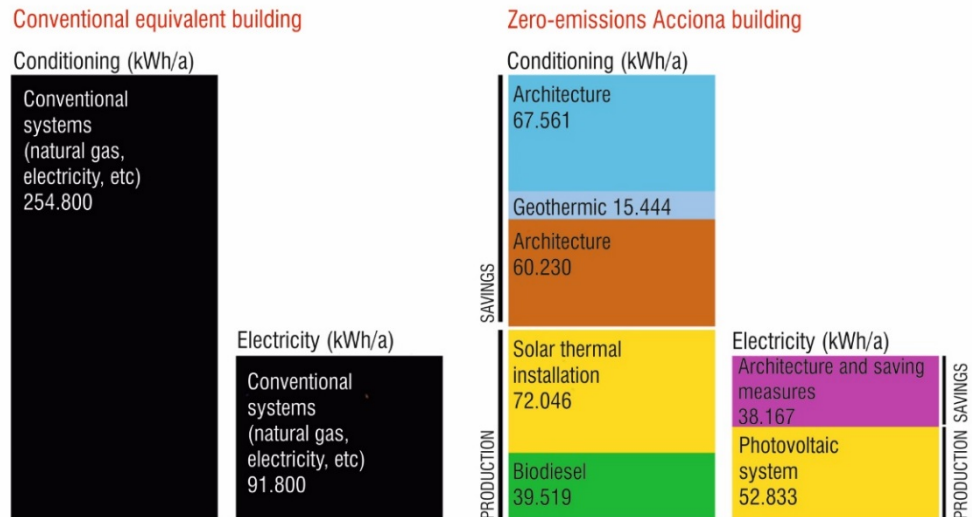 Conventional equivalent building
Conditioning (kWh/a)
Conventional
systems
(natural gas,
electricity, etc)
254.800
Electricity (kWh/a)
Conventional
systems
(natural gas,
electricity, etc)
91.800
Zero-emissions Acciona building
Conditioning (kWh/a)
SAVINGS
Architecture
67.561
Geothermic 15.444
Architecture
60.230
PRODUCTION
Solar thermal
installation
72.046
Biodiesel
39.519
Electricity (kWh/a)
Architecture and saving
measures
38.167
SAVINGS
Photovoltaic
system
52.833
PRODUCTION